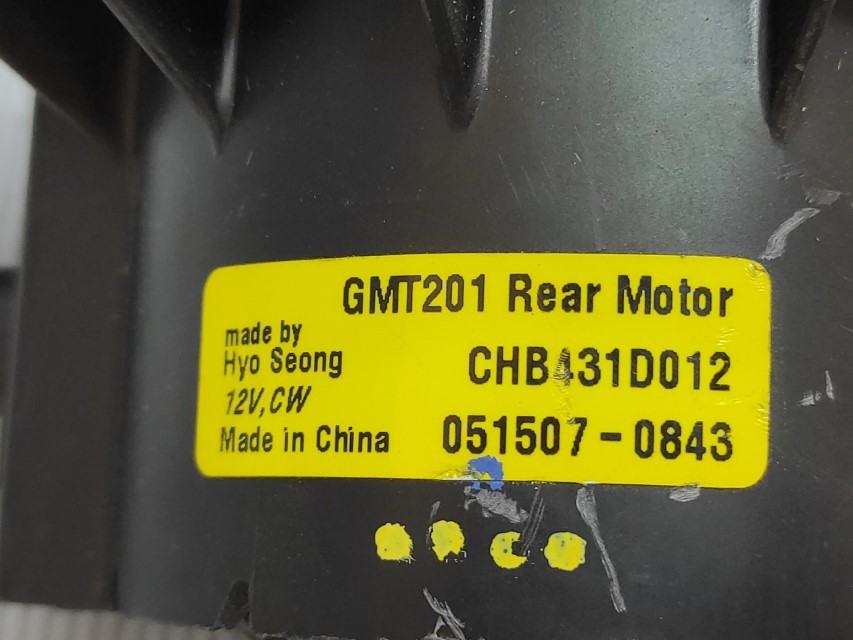 GMT201 Rear Motor
made by
Hyo Seong
CHB431D012
12V,CW
Made in China
051507-0843